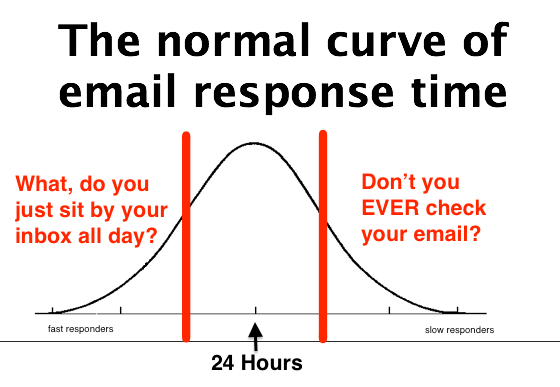 The normal curve of
email response time
What, do you
just sit by your
inbox all day?
Don't you
EVER check
your email?
fast responders
slow responders
24 Hours